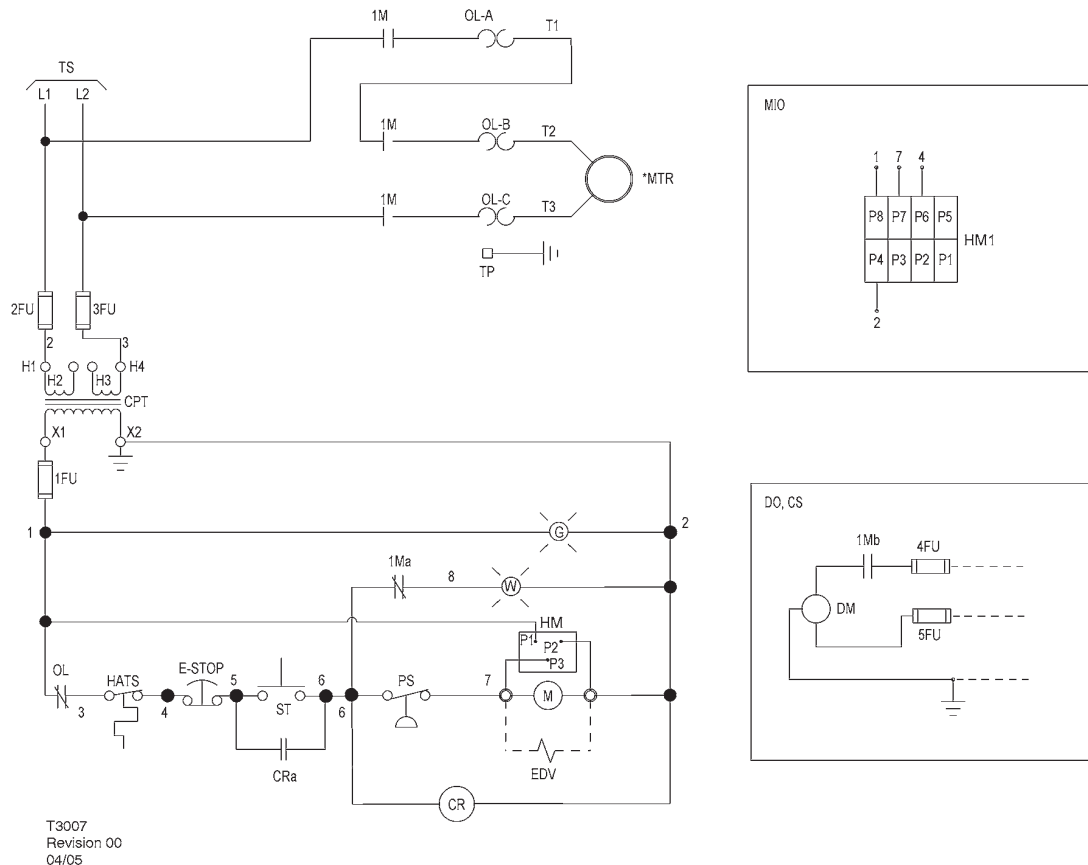 1M OL-A T1
TS
L1 L2
1M OL-B T2
*MTR
1M OL-C T3
TP
2FU 3FU
2 3
H1 H2 H3 H4
CPT
X1 X2
1FU
1 G 2
1Ma 8 W
HM
P1 P2
P3
OL HATS E-STOP 5 6 PS 7 M
3 4 ST 6
CRa EDV
CR
T3007
Revision 00
04/05
MIO
1 7 4
P8 P7 P6 P5
HM1
P4 P3 P2 P1
2
DO, CS
1Mb 4FU
DM
5FU